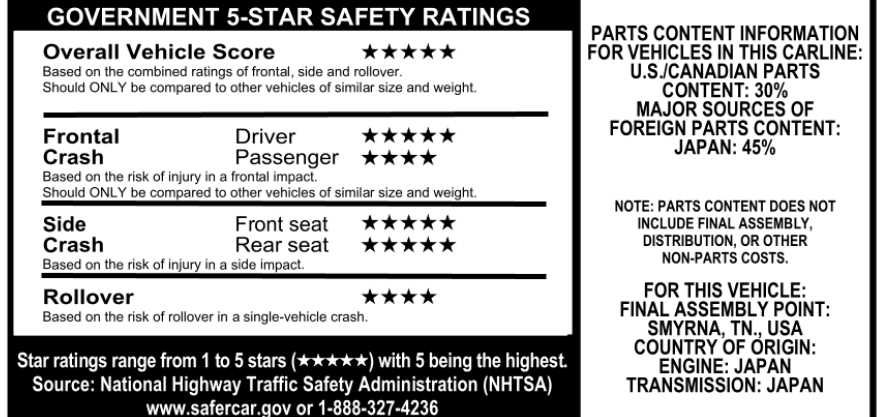 GOVERNMENT 5-STAR SAFETY RATINGS
Overall Vehicle Score ★★★★★
Based on the combined ratings of frontal, side and rollover.
Should ONLY be compared to other vehicles of similar size and weight.
Frontal Driver ★★★★★
Crash Passenger ★★★★
Based on the risk of injury in a frontal impact.
Should ONLY be compared to other vehicles of similar size and weight.
Side Front seat ★★★★★
Crash Rear seat ★★★★★
Based on the risk of injury in a side impact.
Rollover ★★★★
Based on the risk of rollover in a single-vehicle crash.
Star ratings range from 1 to 5 stars (★★★★★) with 5 being the highest.
Source: National Highway Traffic Safety Administration (NHTSA)
www.safercar.gov or 1-888-327-4236
PARTS CONTENT INFORMATION
FOR VEHICLES IN THIS CARLINE:
U.S./CANADIAN PARTS
CONTENT: 30%
MAJOR SOURCES OF
FOREIGN PARTS CONTENT:
JAPAN: 45%
NOTE: PARTS CONTENT DOES NOT
INCLUDE FINAL ASSEMBLY,
DISTRIBUTION, OR OTHER
NON-PARTS COSTS.
FOR THIS VEHICLE:
FINAL ASSEMBLY POINT:
SMYRNA, TN., USA
COUNTRY OF ORIGIN:
ENGINE: JAPAN
TRANSMISSION: JAPAN